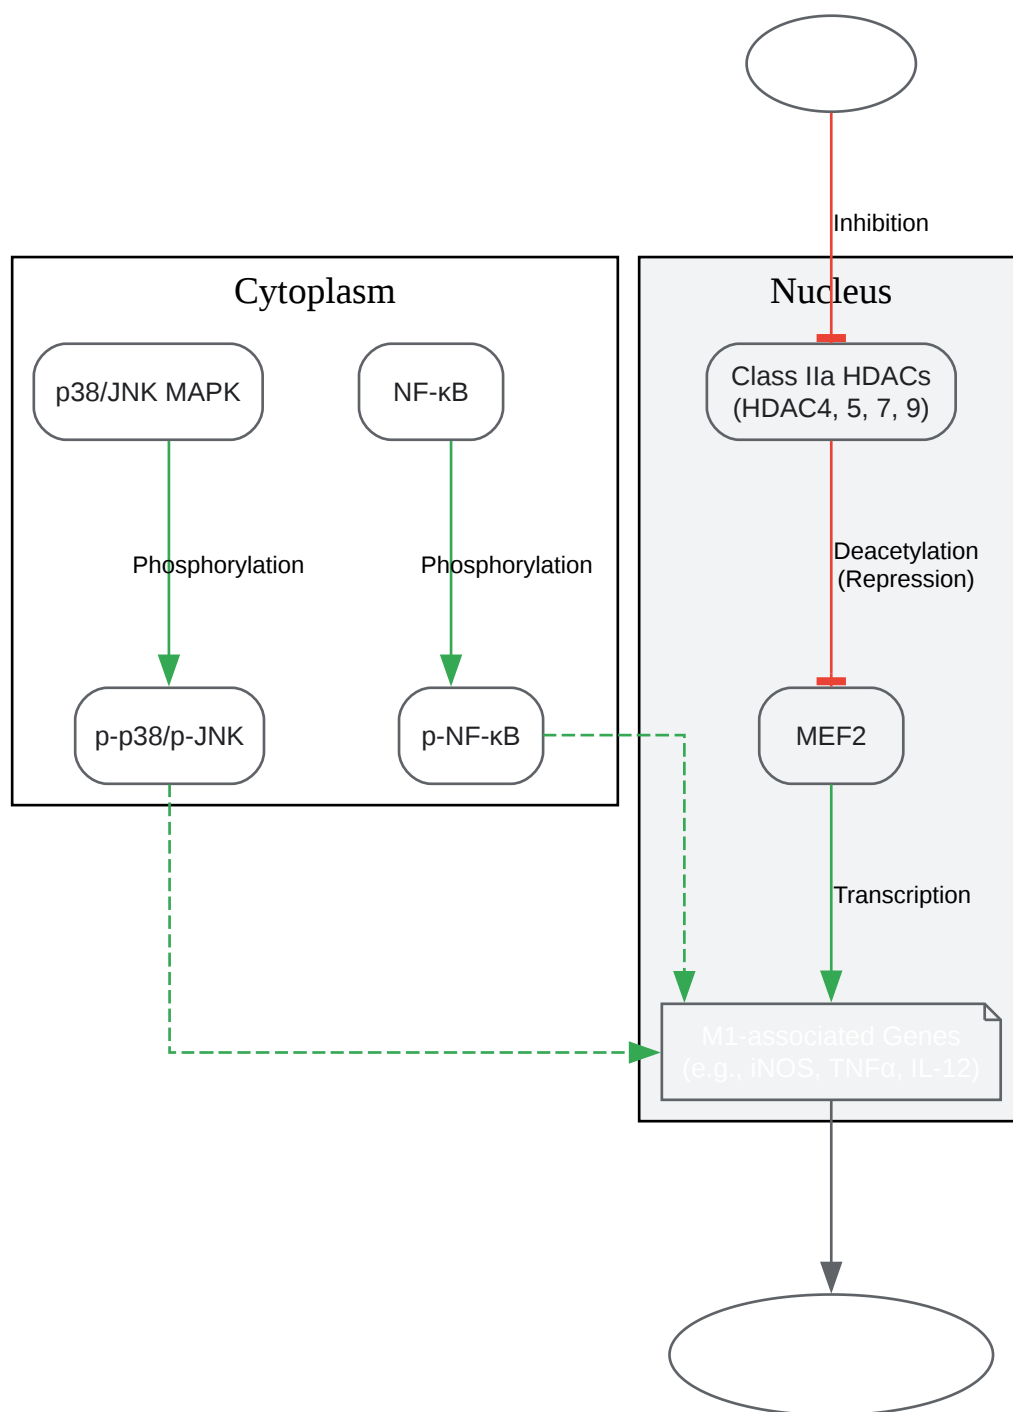 Inhibition
Cytoplasm
Nucleus
p38/JNK MAPK
NF-κB
Class IIa HDACs
(HDAC4, 5, 7, 9)
Phosphorylation
Phosphorylation
Deacetylation
(Repression)
p-p38/p-JNK
p-NF-κB
MEF2
Transcription
M1-associated Genes
(e.g., iNOS, TNFα, IL-12)